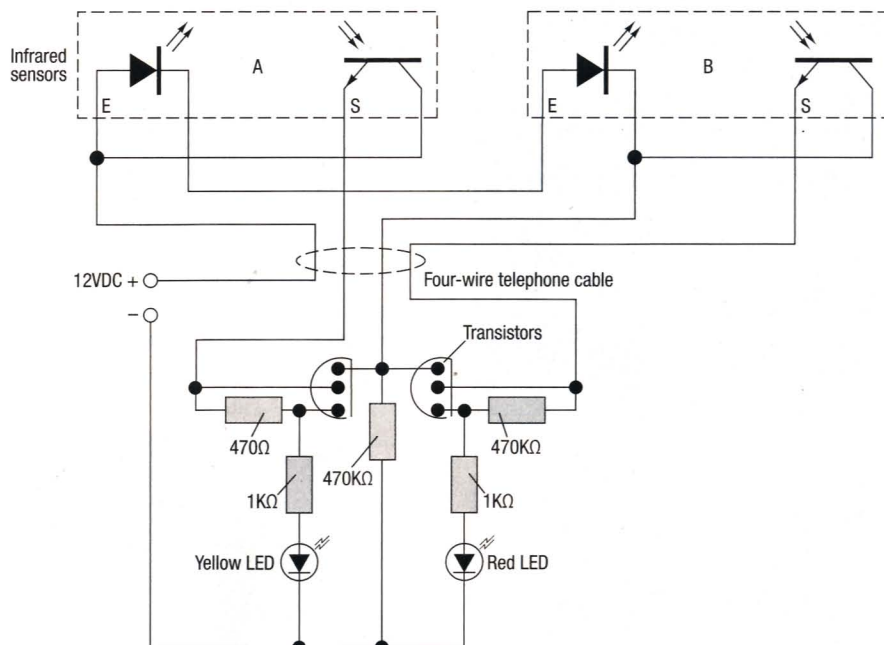 Infrared
sensors
A
B
E
S
E
S
12VDC +
−
Four-wire telephone cable
Transistors
470Ω
470KΩ
470KΩ
1KΩ
1KΩ
Yellow LED
Red LED